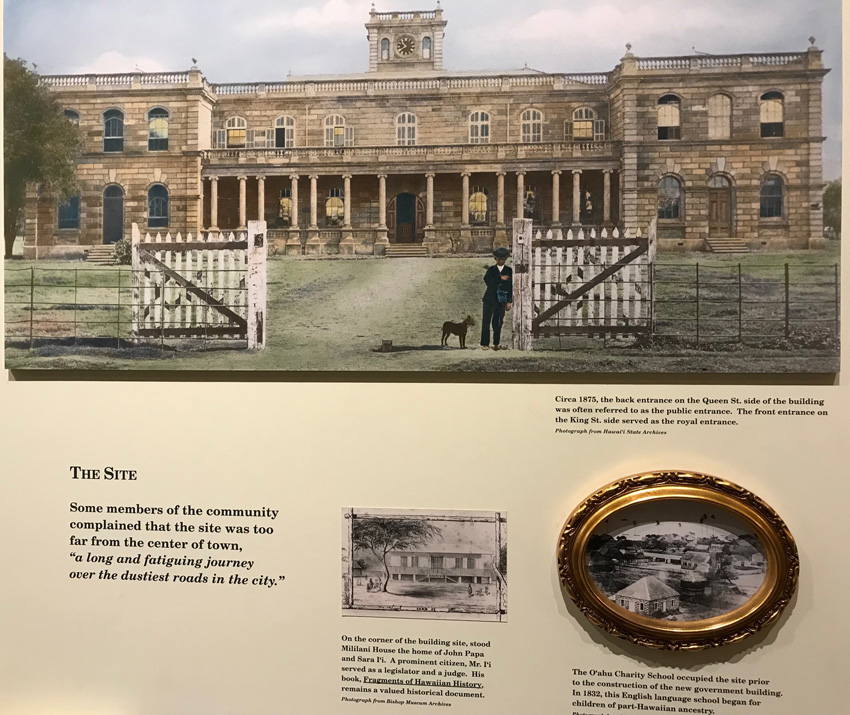 Circa 1875, the back entrance on the Queen St. side of the building
was often referred to as the public entrance. The front entrance on
the King St. side served as the royal entrance.
Photograph from Hawai'i State Archives
THE SITE
Some members of the community
complained that the site was too
far from the center of town,
"a long and fatiguing journey
over the dustiest roads in the city."
On the corner of the building site, stood
Mililani House the home of John Papa
and Sara I'i. A prominent citizen, Mr. I'i
served as a legislator and a judge. His
book, Fragments of Hawaiian History,
remains a valued historical document.
Photograph from Bishop Museum Archives
The O'ahu Charity School occupied the site prior
to the construction of the new government building.
In 1832, this English language school began for
children of part-Hawaiian ancestry.